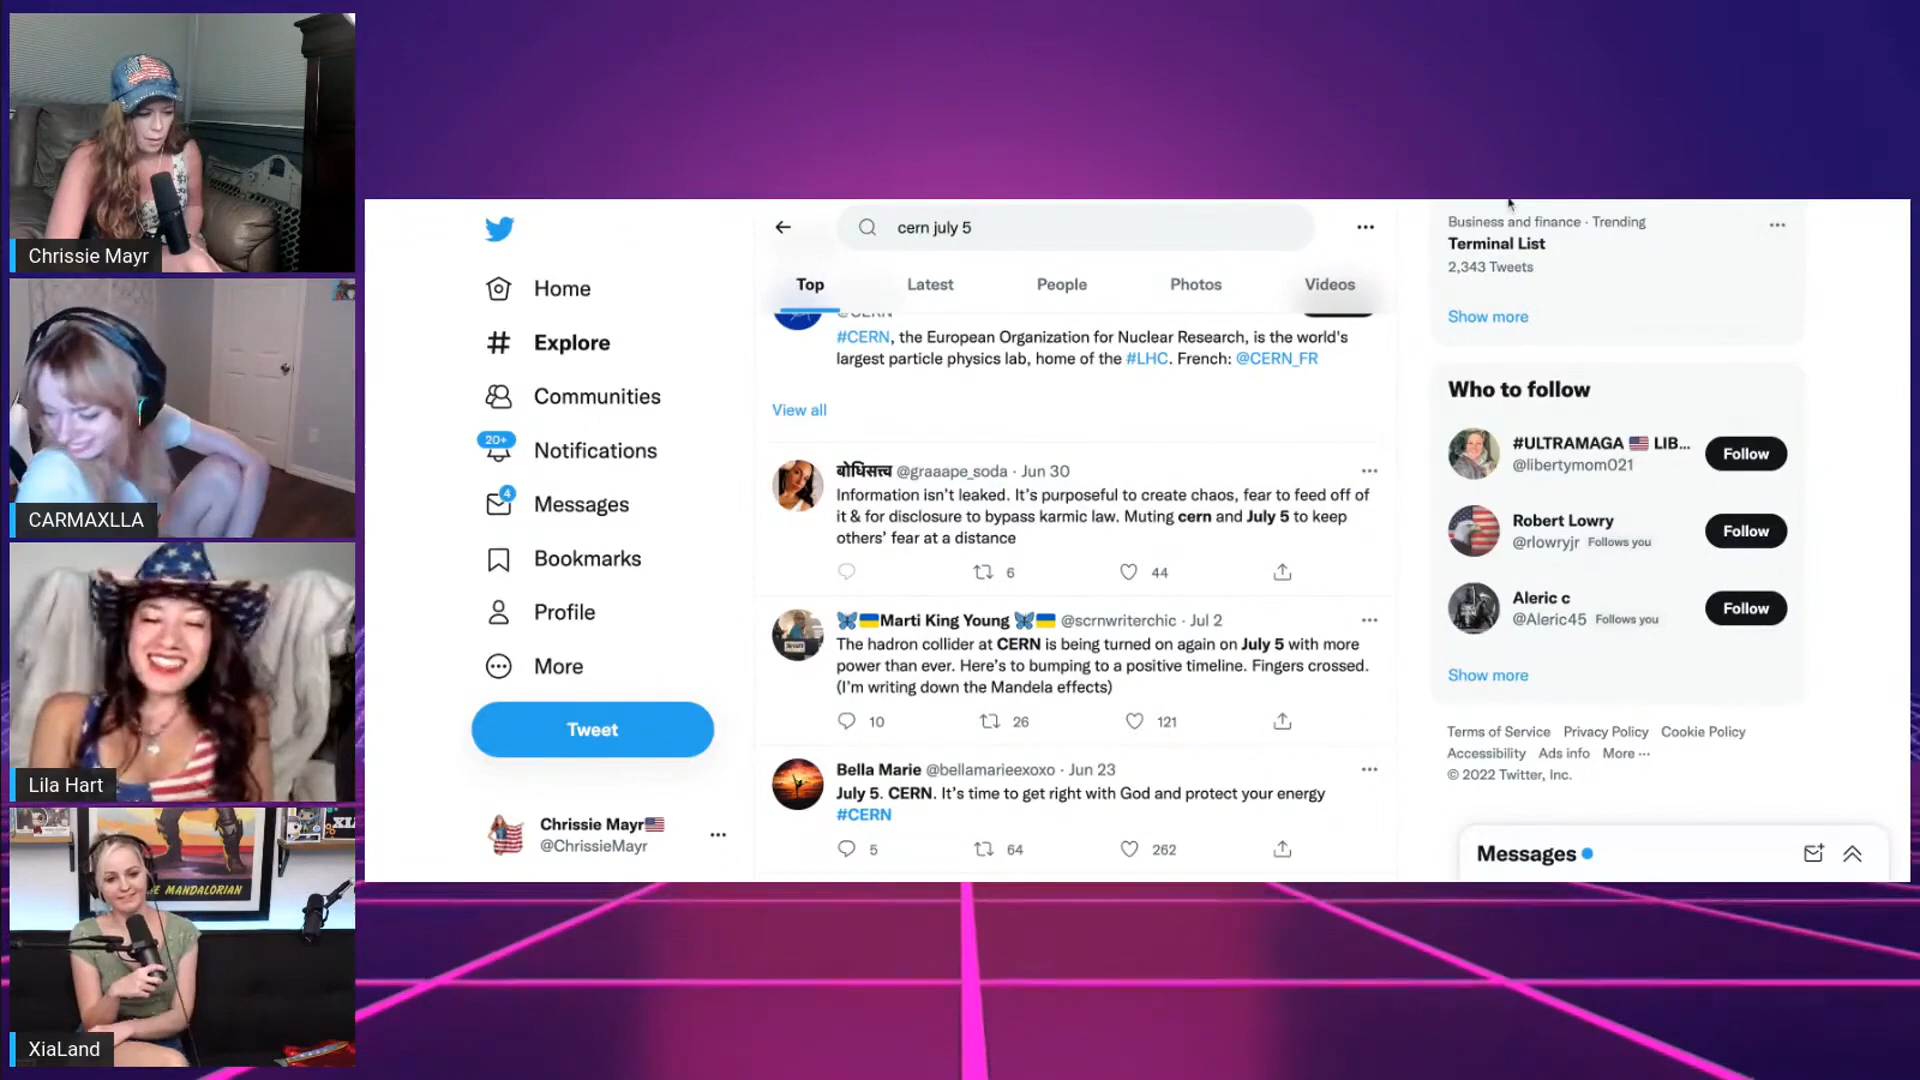 Chrissie Mayr
CARMAXLLA
Lila Hart
THE MANDALORIAN
XiaLand
Home
Explore
Communities
20+
Notifications
4
Messages
Bookmarks
Profile
More
Tweet
Chrissie Mayr
@ChrissieMayr
cern july 5
Top
Latest
People
Photos
Videos
@CERN
#CERN, the European Organization for Nuclear Research, is the world's
largest particle physics lab, home of the #LHC. French: @CERN_FR
View all
बोधिसत्त्व @graaape_soda · Jun 30
Information isn't leaked. It's purposeful to create chaos, fear to feed off of
it & for disclosure to bypass karmic law. Muting cern and July 5 to keep
others' fear at a distance
6
44
Marti King Young @scrnwriterchic · Jul 2
The hadron collider at CERN is being turned on again on July 5 with more
power than ever. Here's to bumping to a positive timeline. Fingers crossed.
(I'm writing down the Mandela effects)
10
26
121
Bella Marie @bellamarieexoxo · Jun 23
July 5. CERN. It's time to get right with God and protect your energy
#CERN
5
64
262
Business and finance · Trending
Terminal List
2,343 Tweets
Show more
Who to follow
#ULTRAMAGA LIB...
@libertymom021
Follow
Robert Lowry
@rlowryjr Follows you
Follow
Aleric c
@Aleric45 Follows you
Follow
Show more
Terms of Service Privacy Policy Cookie Policy
Accessibility Ads info More ...
© 2022 Twitter, Inc.
Messages